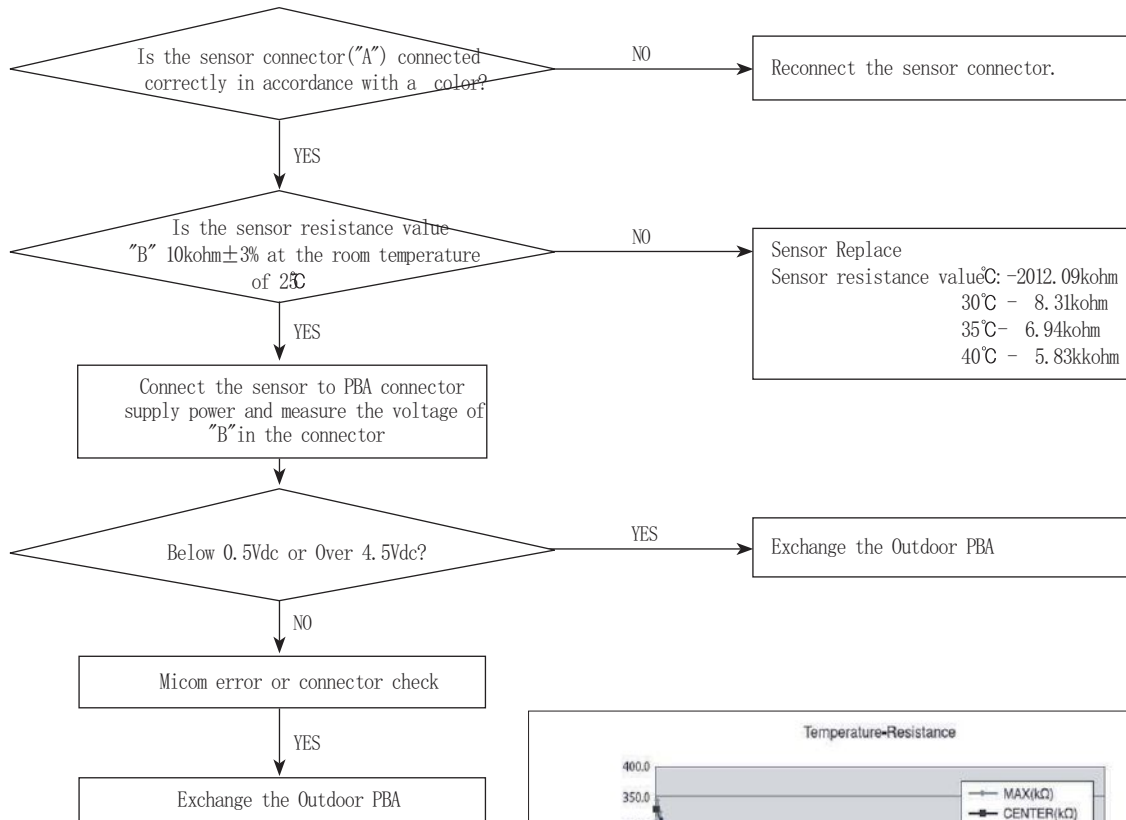 Is the sensor connector("A") connected
correctly in accordance with a color?
NO
Reconnect the sensor connector.
YES
Is the sensor resistance value
"B" 10kohm±3% at the room temperature
of 25℃
NO
Sensor Replace
Sensor resistance value℃: -2012.09kohm
30℃ - 8.31kohm
35℃- 6.94kohm
40℃ - 5.83kkohm
YES
Connect the sensor to PBA connector
supply power and measure the voltage of
"B"in the connector
Below 0.5Vdc or Over 4.5Vdc?
YES
Exchange the Outdoor PBA
NO
Micom error or connector check
YES
Exchange the Outdoor PBA
Temperature-Resistance
400.0
350.0
MAX(kΩ)
CENTER(kΩ)